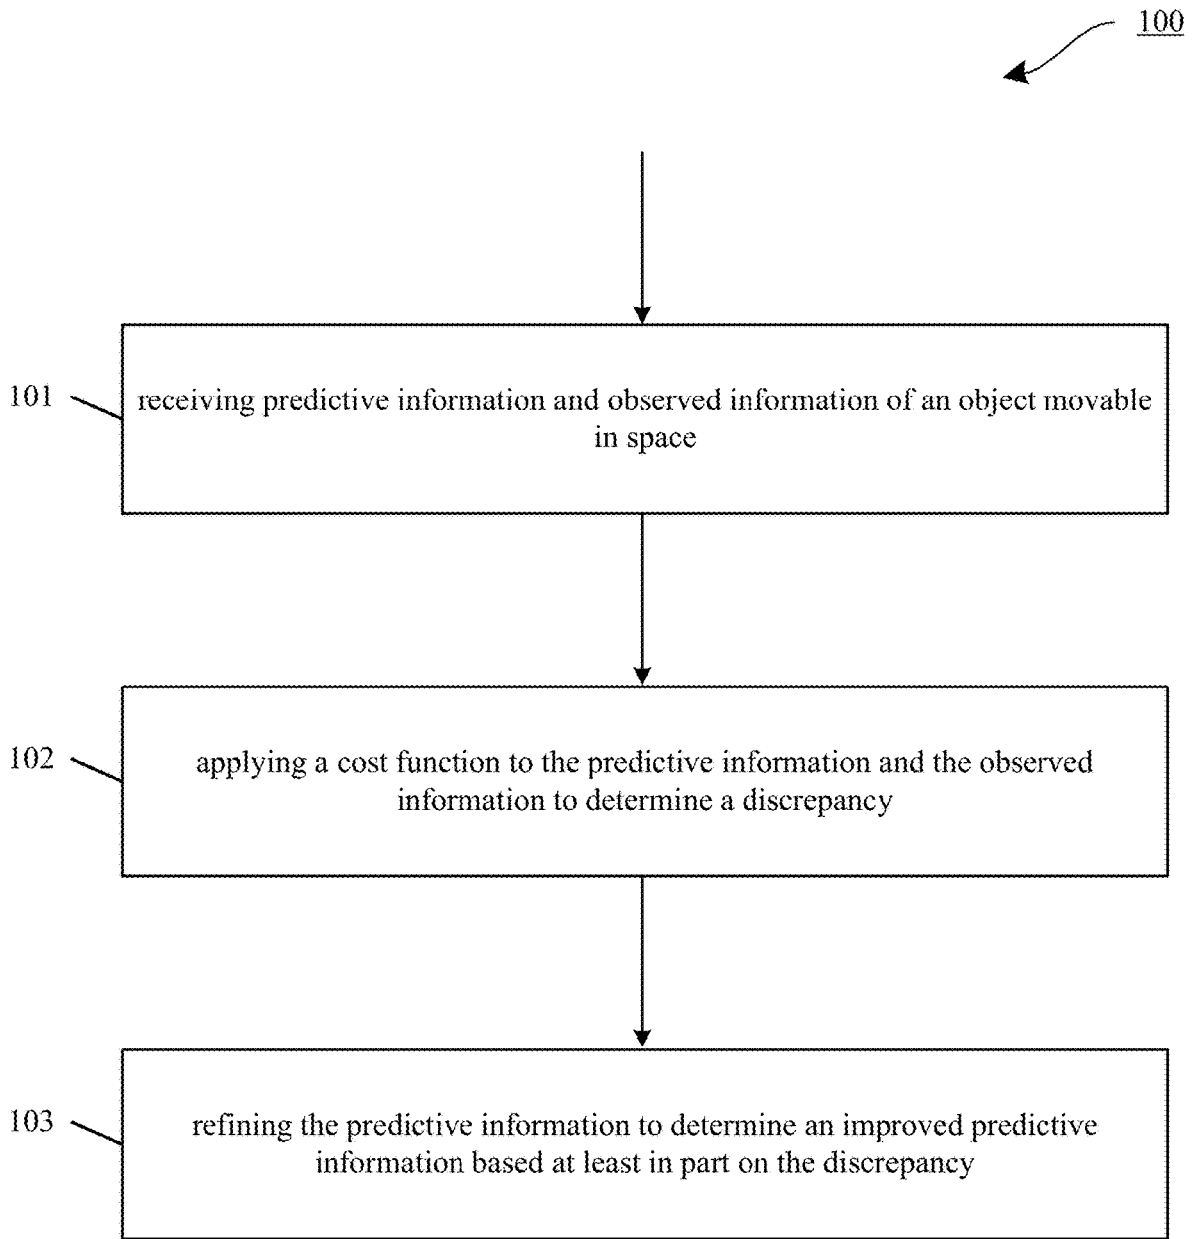 100
101
receiving predictive information and observed information of an object movable
in space
102
applying a cost function to the predictive information and the observed
information to determine a discrepancy
103
refining the predictive information to determine an improved predictive
information based at least in part on the discrepancy